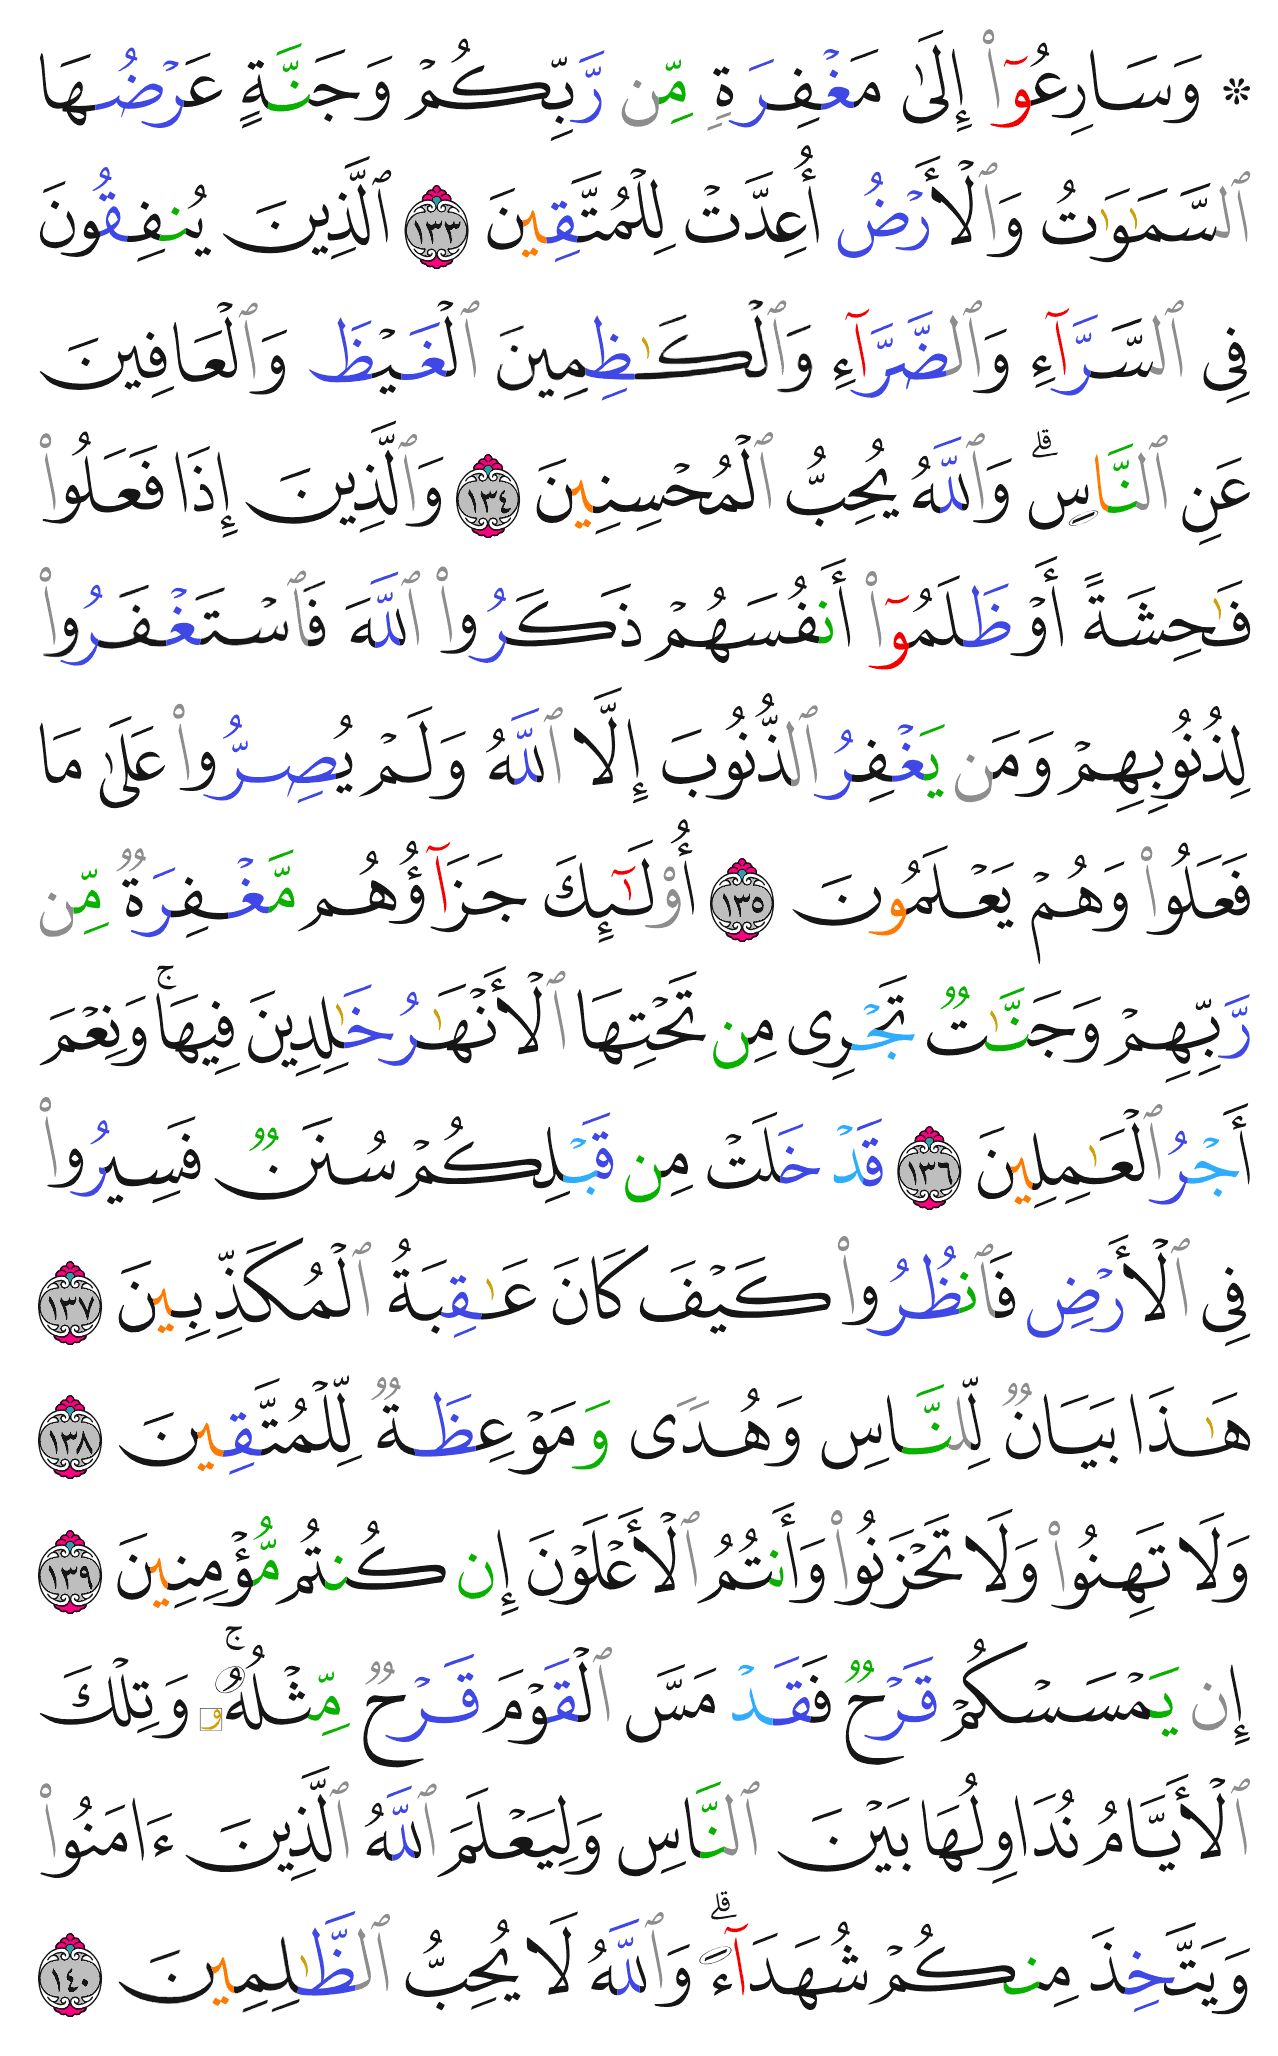 ۞ وَسَارِعُوٓا۟ إِلَىٰ مَغْفِرَةٍ مِّن رَّبِّكُمْ وَجَنَّةٍ عَرْضُهَا
ٱلسَّمَـٰوَٰتُ وَٱلْأَرْضُ أُعِدَّتْ لِلْمُتَّقِينَ ١٣٣ ٱلَّذِينَ يُنفِقُونَ
فِى ٱلسَّرَّآءِ وَٱلضَّرَّآءِ وَٱلْكَـٰظِمِينَ ٱلْغَيْظَ وَٱلْعَافِينَ
عَنِ ٱلنَّاسِ ۗ وَٱللَّهُ يُحِبُّ ٱلْمُحْسِنِينَ ١٣٤ وَٱلَّذِينَ إِذَا فَعَلُوا۟
فَـٰحِشَةً أَوْ ظَلَمُوٓا۟ أَنفُسَهُمْ ذَكَرُوا۟ ٱللَّهَ فَٱسْتَغْفَرُوا۟
لِذُنُوبِهِمْ وَمَن يَغْفِرُ ٱلذُّنُوبَ إِلَّا ٱللَّهُ وَلَمْ يُصِرُّوا۟ عَلَىٰ مَا
فَعَلُوا۟ وَهُمْ يَعْلَمُونَ ١٣٥ أُو۟لَـٰٓئِكَ جَزَآؤُهُم مَّغْفِرَةٌ مِّن
رَّبِّهِمْ وَجَنَّـٰتٌ تَجْرِى مِن تَحْتِهَا ٱلْأَنْهَـٰرُ خَـٰلِدِينَ فِيهَا ۚ وَنِعْمَ
أَجْرُ ٱلْعَـٰمِلِينَ ١٣٦ قَدْ خَلَتْ مِن قَبْلِكُمْ سُنَنٌ فَسِيرُوا۟
فِى ٱلْأَرْضِ فَٱنظُرُوا۟ كَيْفَ كَانَ عَـٰقِبَةُ ٱلْمُكَذِّبِينَ ١٣٧
هَـٰذَا بَيَانٌ لِّلنَّاسِ وَهُدًى وَمَوْعِظَةٌ لِّلْمُتَّقِينَ ١٣٨
وَلَا تَهِنُوا۟ وَلَا تَحْزَنُوا۟ وَأَنتُمُ ٱلْأَعْلَوْنَ إِن كُنتُم مُّؤْمِنِينَ ١٣٩
إِن يَمْسَسْكُمْ قَرْحٌ فَقَدْ مَسَّ ٱلْقَوْمَ قَرْحٌ مِّثْلُهُۥ ۚ وَتِلْكَ
ٱلْأَيَّامُ نُدَاوِلُهَا بَيْنَ ٱلنَّاسِ وَلِيَعْلَمَ ٱللَّهُ ٱلَّذِينَ ءَامَنُوا۟
وَيَتَّخِذَ مِنكُمْ شُهَدَآءَ ۗ وَٱللَّهُ لَا يُحِبُّ ٱلظَّـٰلِمِينَ ١٤٠